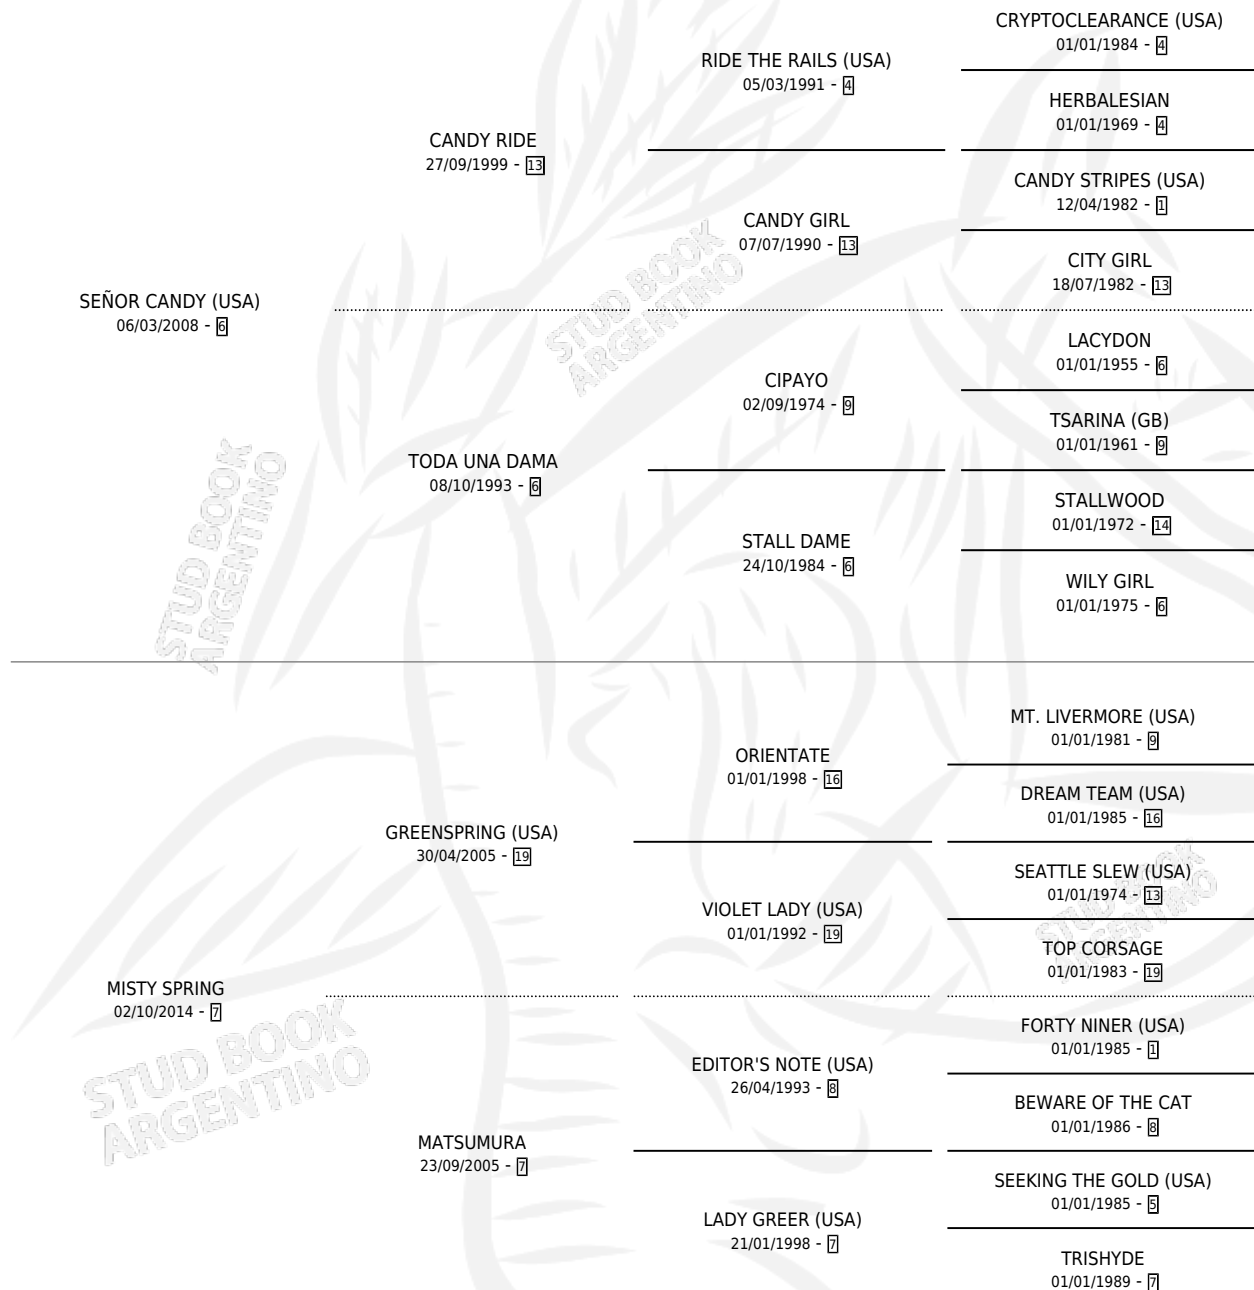 CRYPTOCLEARANCE (USA)
01/01/1984 - 4
RIDE THE RAILS (USA)
05/03/1991 - 4
HERBALESIAN
01/01/1969 - 4
CANDY RIDE
27/09/1999 - 13
CANDY STRIPES (USA)
12/04/1982 - 1
CANDY GIRL
07/07/1990 - 13
CITY GIRL
18/07/1982 - 13
SEÑOR CANDY (USA)
06/03/2008 - 6
LACYDON
01/01/1955 - 6
CIPAYO
02/09/1974 - 9
TSARINA (GB)
01/01/1961 - 9
TODA UNA DAMA
08/10/1993 - 6
STALLWOOD
01/01/1972 - 14
STALL DAME
24/10/1984 - 6
WILY GIRL
01/01/1975 - 6
STUD BOOK
ARGENTINO
STUD BOOK
ARGENTINO
MT. LIVERMORE (USA)
01/01/1981 - 9
ORIENTATE
01/01/1998 - 16
DREAM TEAM (USA)
01/01/1985 - 16
GREENSPRING (USA)
30/04/2005 - 19
SEATTLE SLEW (USA)
01/01/1974 - 13
VIOLET LADY (USA)
01/01/1992 - 19
TOP CORSAGE
01/01/1983 - 19
MISTY SPRING
02/10/2014 - 7
FORTY NINER (USA)
01/01/1985 - 1
EDITOR'S NOTE (USA)
26/04/1993 - 8
BEWARE OF THE CAT
01/01/1986 - 8
MATSUMURA
23/09/2005 - 7
SEEKING THE GOLD (USA)
01/01/1985 - 5
LADY GREER (USA)
21/01/1998 - 7
TRISHYDE
01/01/1989 - 7
STUD BOOK
ARGENTINO
STUD BOOK
ARGENTINO